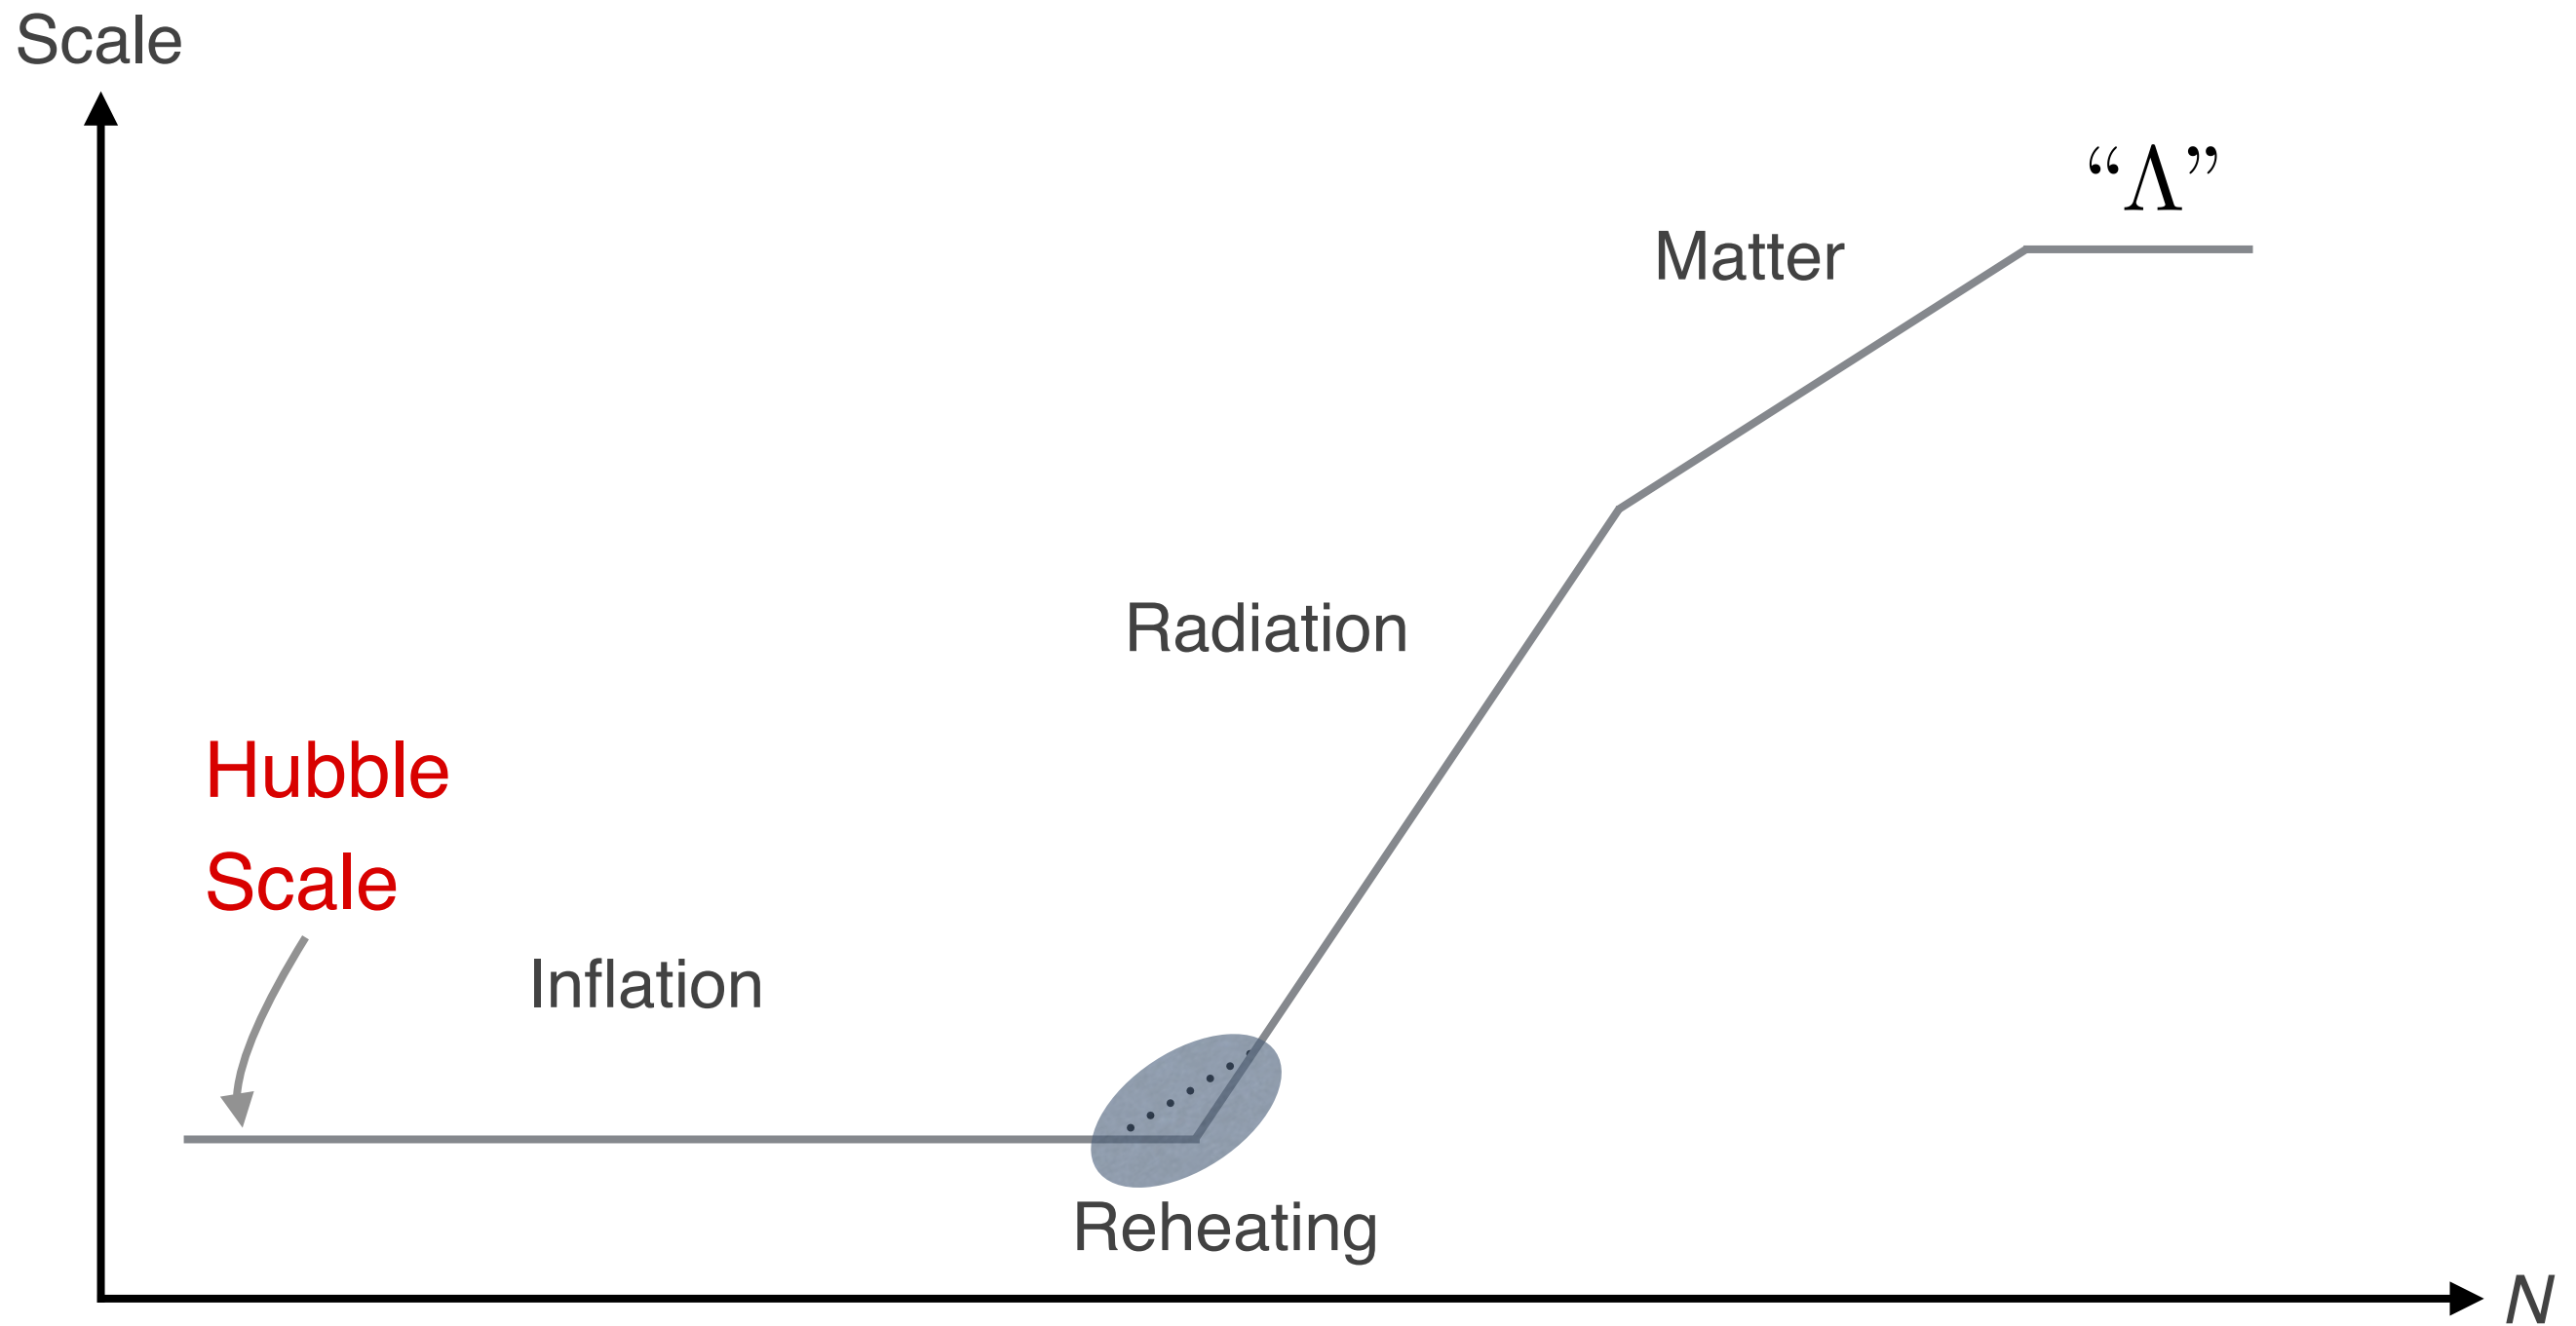 Scale
“Λ”
Matter
Radiation
Hubble
Scale
Inflation
Reheating
N